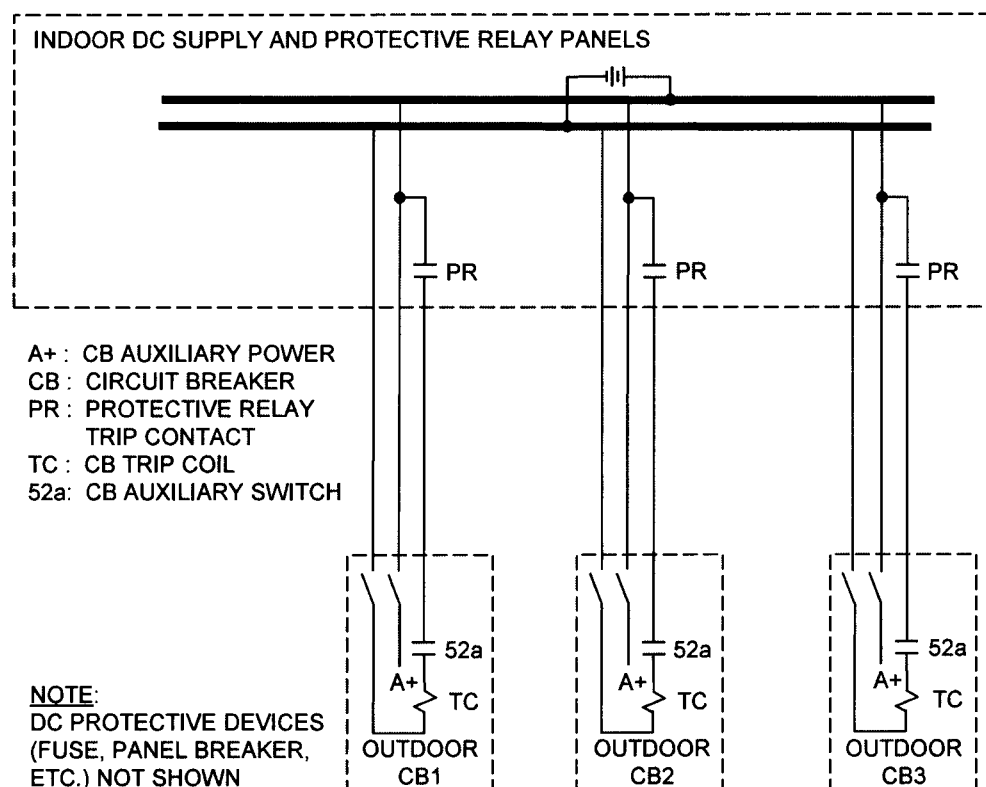 INDOOR DC SUPPLY AND PROTECTIVE RELAY PANELS
PR
PR
PR
A+ : CB AUXILIARY POWER
CB : CIRCUIT BREAKER
PR : PROTECTIVE RELAY
TRIP CONTACT
TC : CB TRIP COIL
52a: CB AUXILIARY SWITCH
52a
A+
TC
OUTDOOR
CB1
52a
A+
TC
OUTDOOR
CB2
52a
A+
TC
OUTDOOR
CB3
NOTE:
DC PROTECTIVE DEVICES
(FUSE, PANEL BREAKER,
ETC.) NOT SHOWN